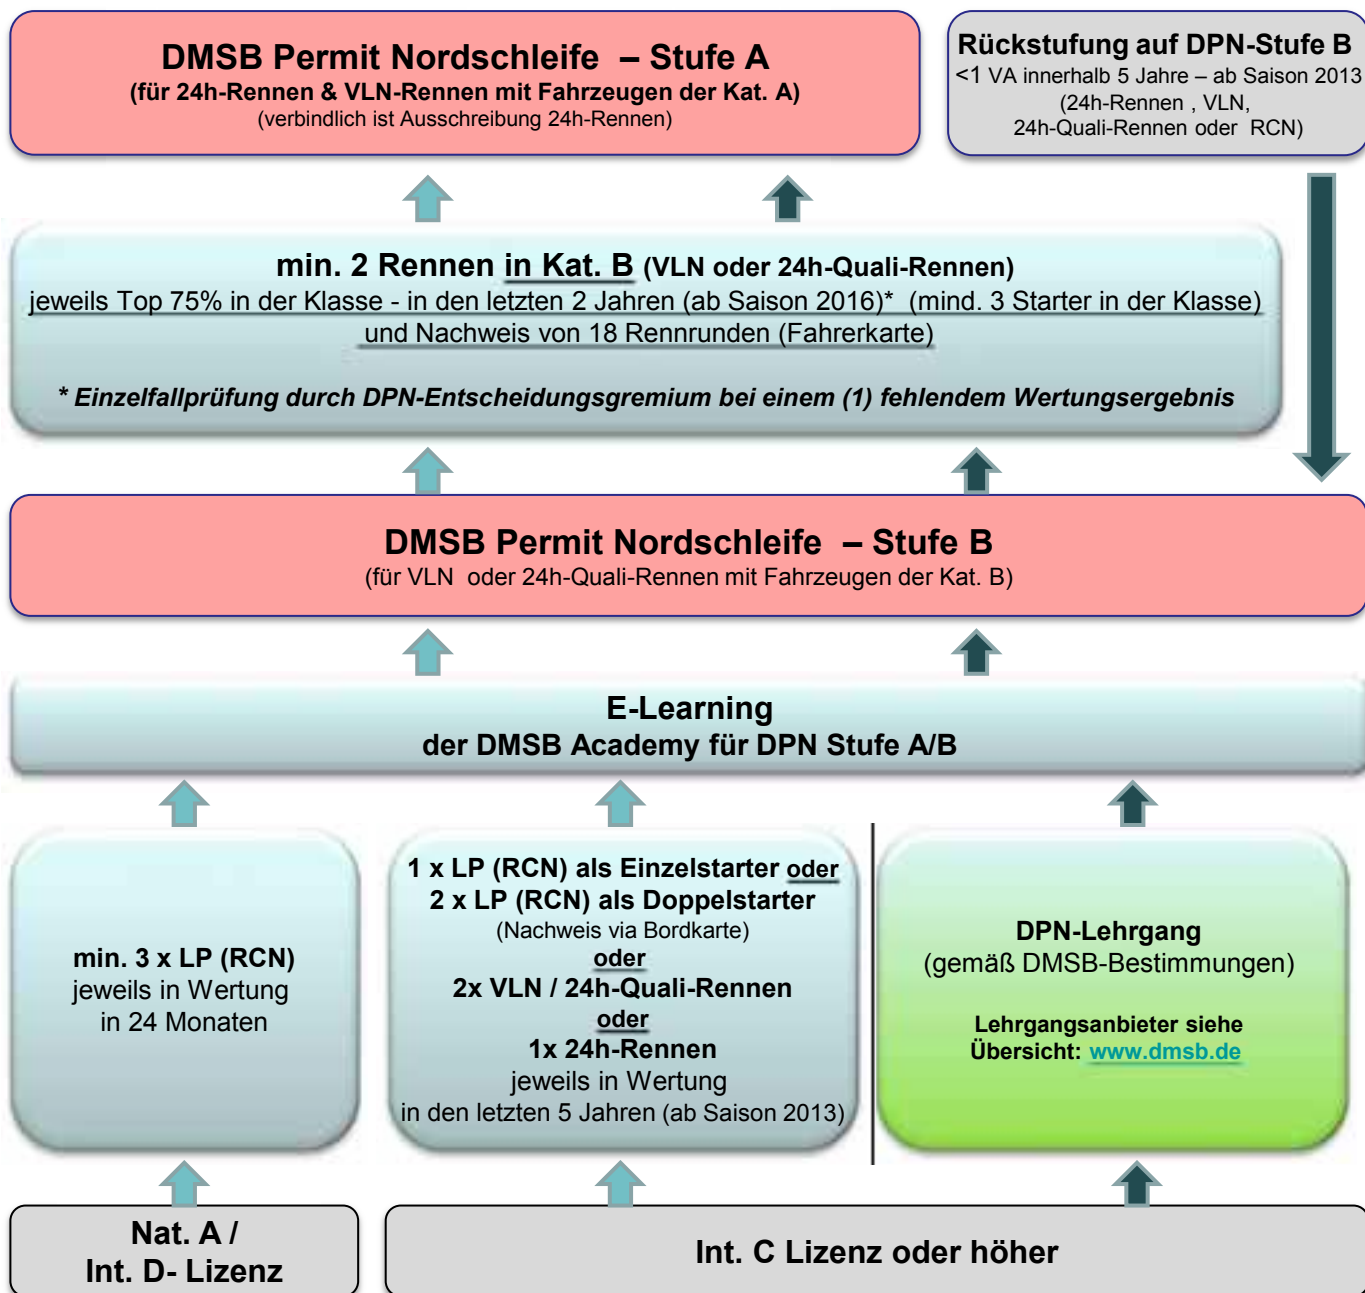 DMSB Permit Nordschleife – Stufe A
(für 24h-Rennen & VLN-Rennen mit Fahrzeugen der Kat. A)
(verbindlich ist Ausschreibung 24h-Rennen)
Rückstufung auf DPN-Stufe B
<1 VA innerhalb 5 Jahre – ab Saison 2013
(24h-Rennen , VLN,
24h-Quali-Rennen oder RCN)
min. 2 Rennen in Kat. B (VLN oder 24h-Quali-Rennen)
jeweils Top 75% in der Klasse - in den letzten 2 Jahren (ab Saison 2016)* (mind. 3 Starter in der Klasse)
und Nachweis von 18 Rennrunden (Fahrerkarte)
* Einzelfallprüfung durch DPN-Entscheidungsgremium bei einem (1) fehlendem Wertungsergebnis
DMSB Permit Nordschleife – Stufe B
(für VLN oder 24h-Quali-Rennen mit Fahrzeugen der Kat. B)
E-Learning
der DMSB Academy für DPN Stufe A/B
min. 3 x LP (RCN)
jeweils in Wertung
in 24 Monaten
1 x LP (RCN) als Einzelstarter oder
2 x LP (RCN) als Doppelstarter
(Nachweis via Bordkarte)
oder
2x VLN / 24h-Quali-Rennen
oder
1x 24h-Rennen
jeweils in Wertung
in den letzten 5 Jahren (ab Saison 2013)
DPN-Lehrgang
(gemäß DMSB-Bestimmungen)
Lehrgangsanbieter siehe
Übersicht: www.dmsb.de
Nat. A /
Int. D- Lizenz
Int. C Lizenz oder höher